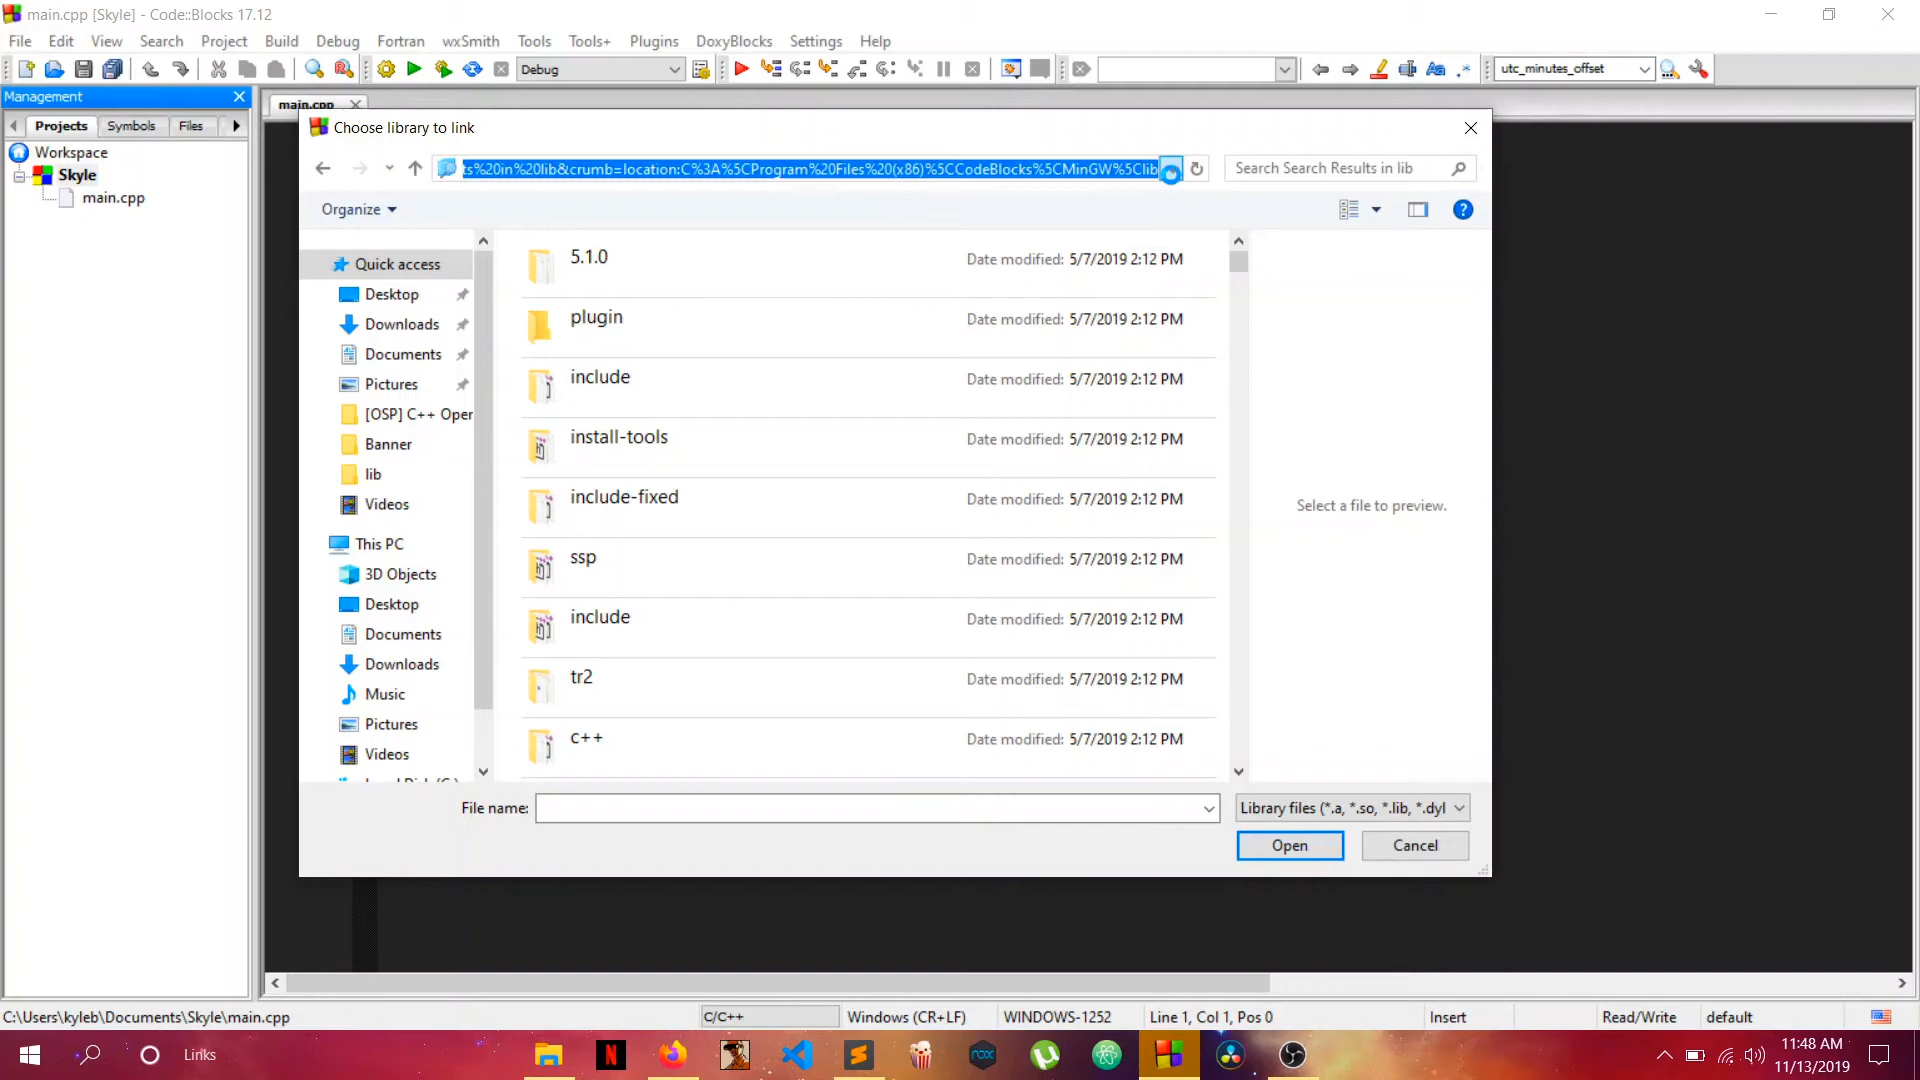 main.cpp [Skyle] - Code::Blocks 17.12
File Edit View Search Project Build Debug Fortran wxSmith Tools Tools+ Plugins DoxyBlocks Settings Help
Debug
utc_minutes_offset
Management
main.cpp
Projects Symbols Files
Workspace
Skyle
main.cpp
Choose library to link
ts%20in%20lib&crumb=location:C%3A%5CProgram%20Files%20(x86)%5CCodeBlocks%5CMinGW%5Clib
Search Search Results in lib
Organize
Quick access
Desktop
Downloads
Documents
Pictures
[OSP] C++ Oper
Banner
lib
Videos
This PC
3D Objects
Desktop
Documents
Downloads
Music
Pictures
Videos
5.1.0 Date modified: 5/7/2019 2:12 PM
plugin Date modified: 5/7/2019 2:12 PM
include Date modified: 5/7/2019 2:12 PM
install-tools Date modified: 5/7/2019 2:12 PM
include-fixed Date modified: 5/7/2019 2:12 PM
ssp Date modified: 5/7/2019 2:12 PM
include Date modified: 5/7/2019 2:12 PM
tr2 Date modified: 5/7/2019 2:12 PM
c++ Date modified: 5/7/2019 2:12 PM
Select a file to preview.
File name:
Library files (*.a, *.so, *.lib, *.dyl
Open Cancel
C:\Users\kyleb\Documents\Skyle\main.cpp C/C++ Windows (CR+LF) WINDOWS-1252 Line 1, Col 1, Pos 0 Insert Read/Write default
Links
11:48 AM
11/13/2019